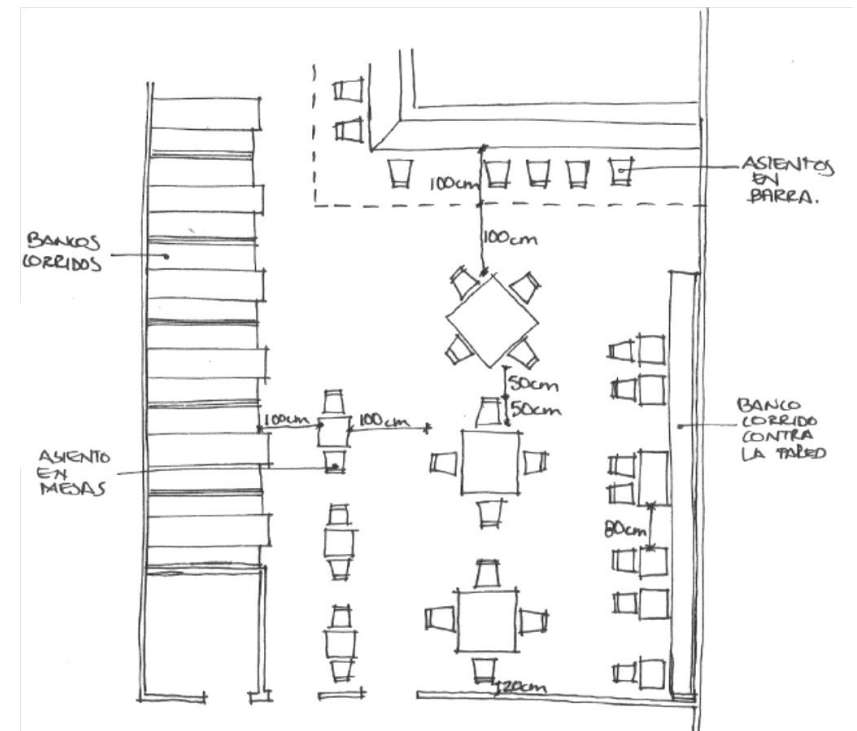 ASIENTOS
EN
BARRA.
100cm
100cm
BANCOS
CORRIDOS
50cm
50cm
100cm
100cm
BANCO
CORRIDO
CONTRA
LA PARED
ASIENTO
EN
MESAS
80cm
120cm